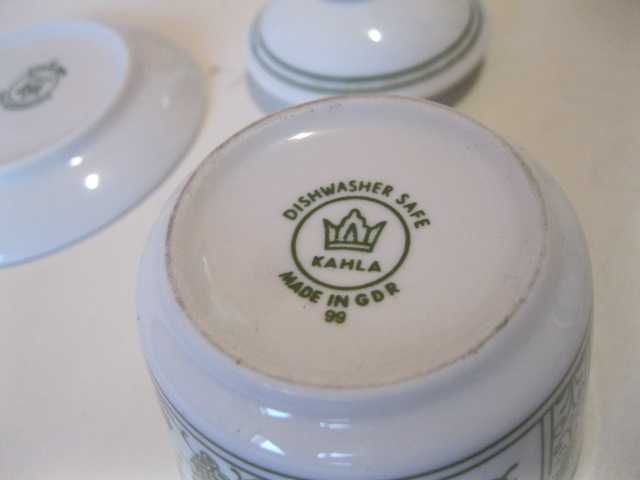 DISHWASHER SAFE
KAHLA
MADE IN GDR
99